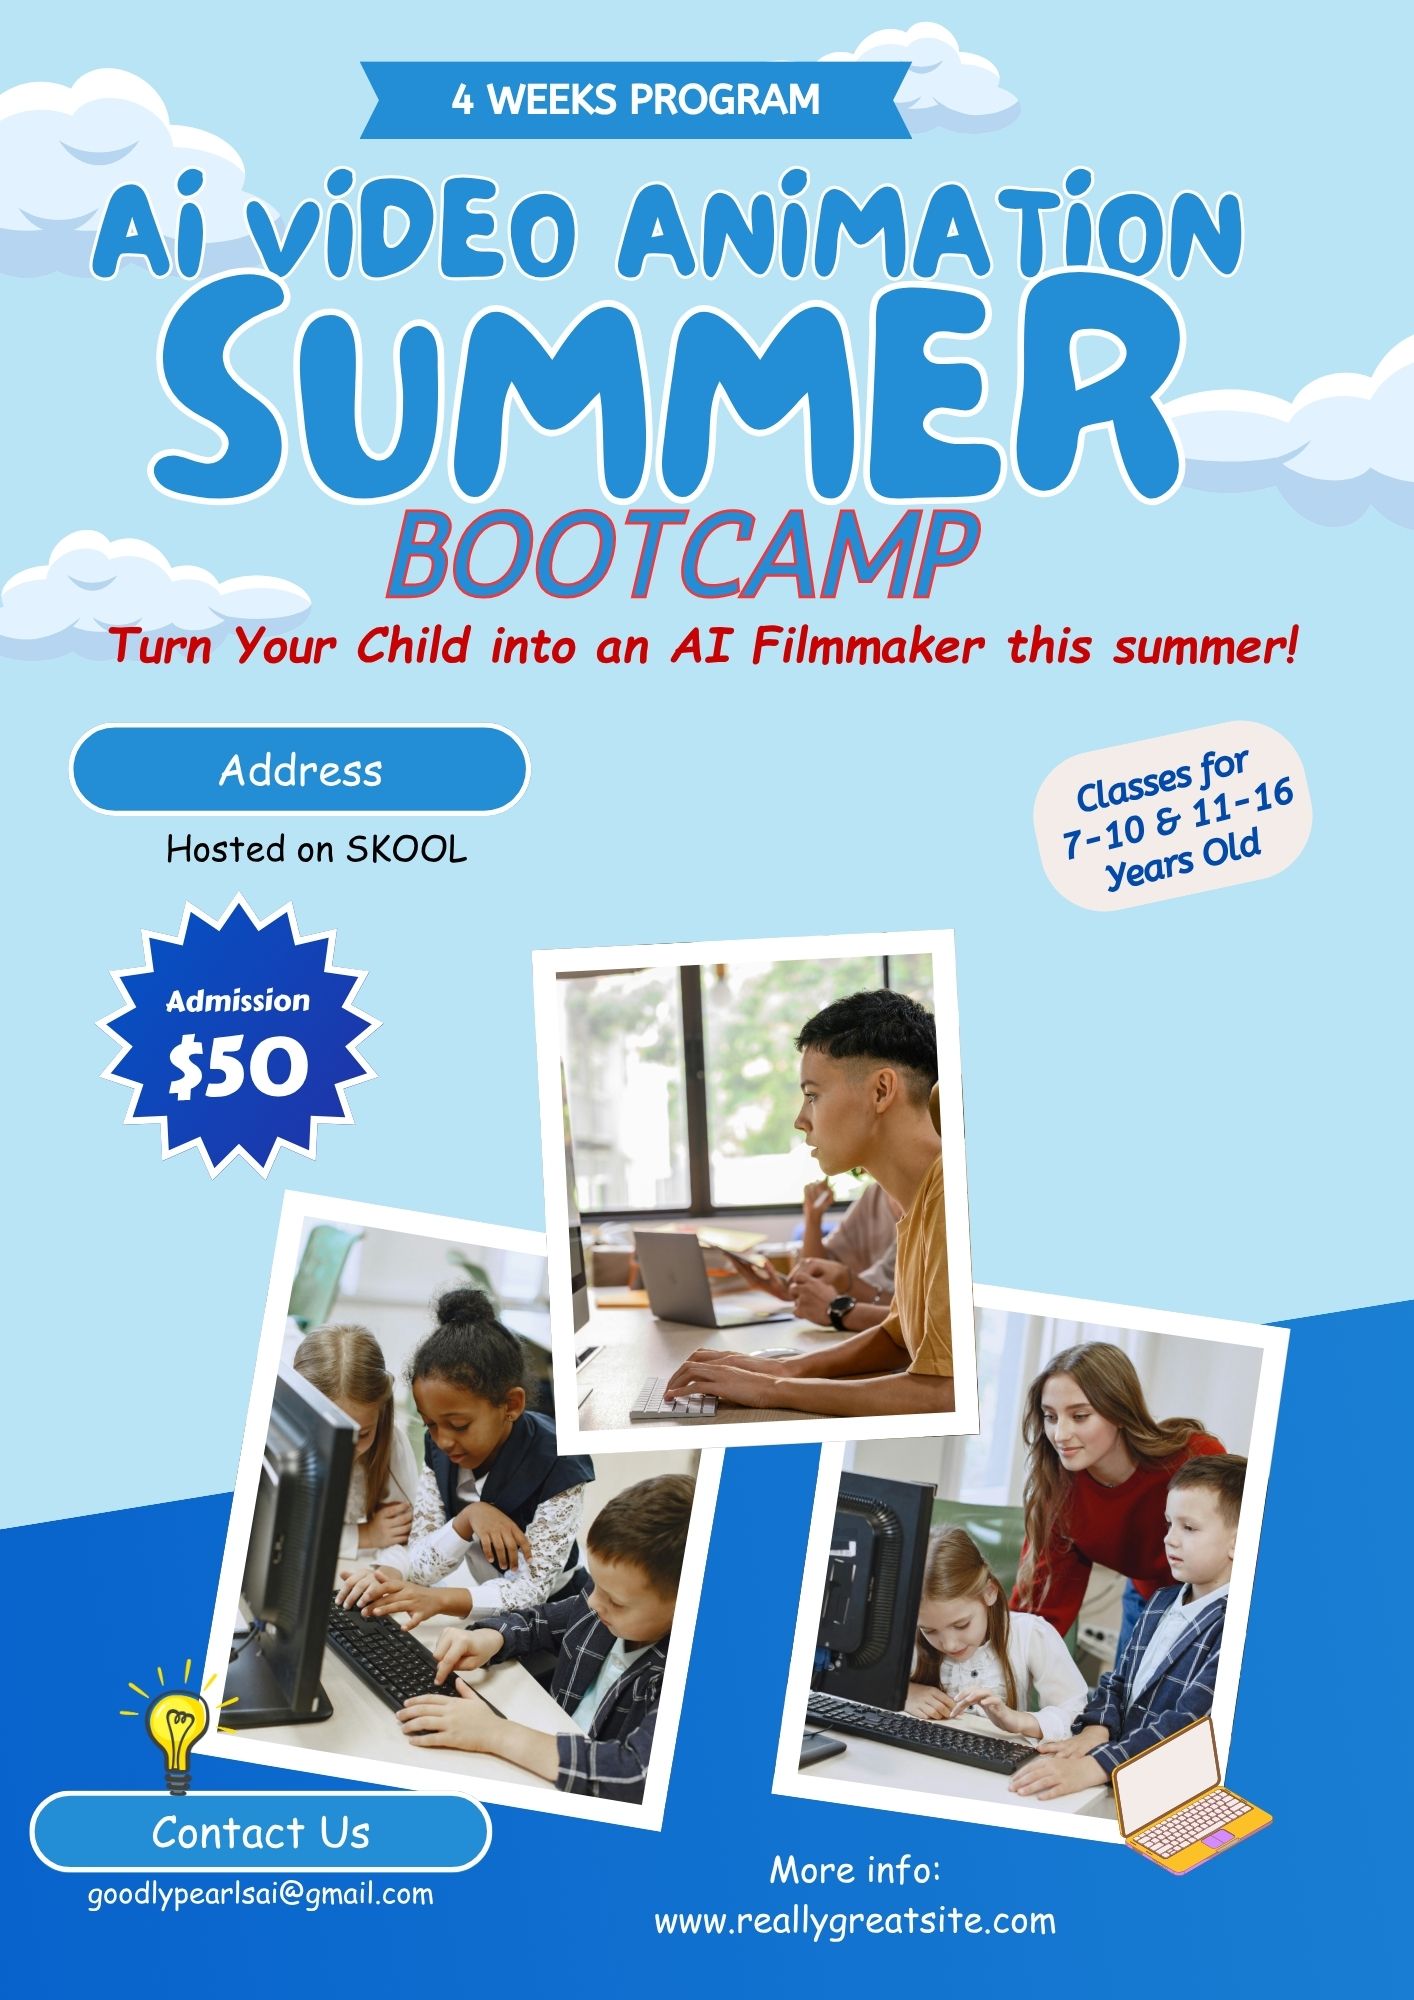 4 WEEKS PROGRAM
Ai ViDEO ANiMATiON
SUMMER
BOOTCAMP
Turn Your Child into an AI Filmmaker this summer!
Address
Hosted on SKOOL
Classes for
7-10 & 11-16
Years Old
Admission
$50
Contact Us
goodlypearlsai@gmail.com
More info:
www.reallygreatsite.com